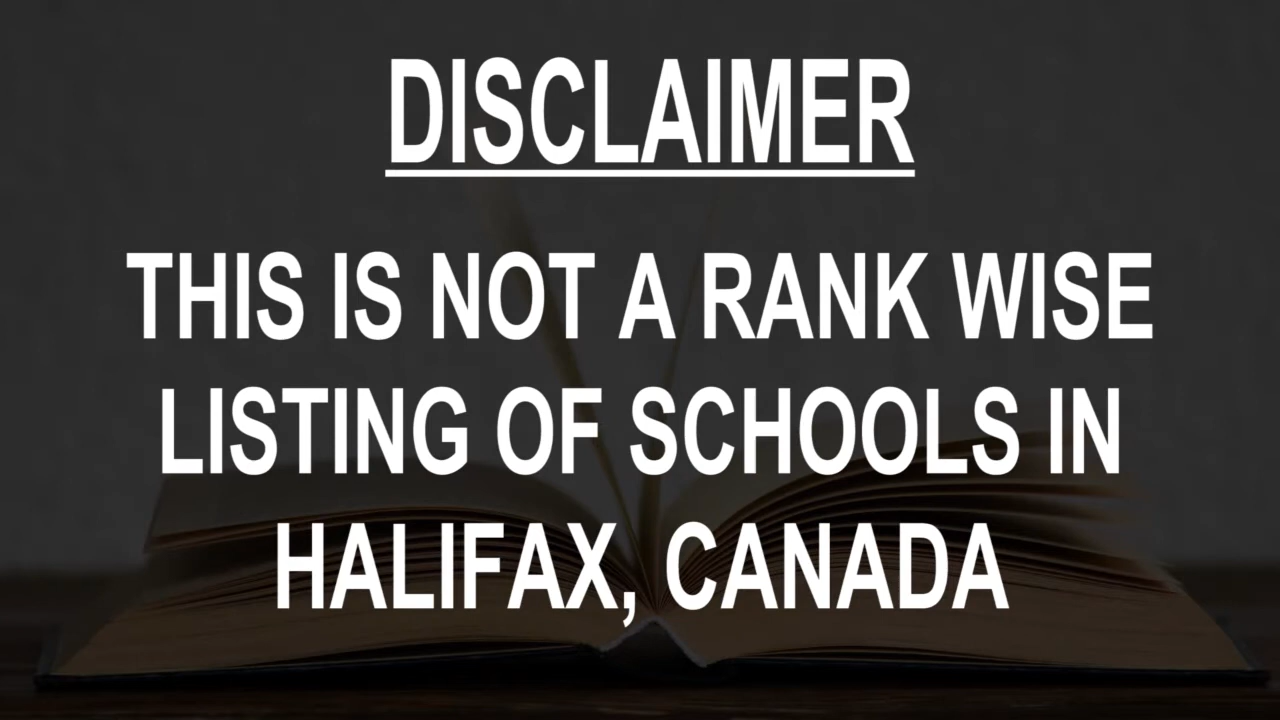 DISCLAIMER
THIS IS NOT A RANK WISE
LISTING OF SCHOOLS IN
HALIFAX, CANADA